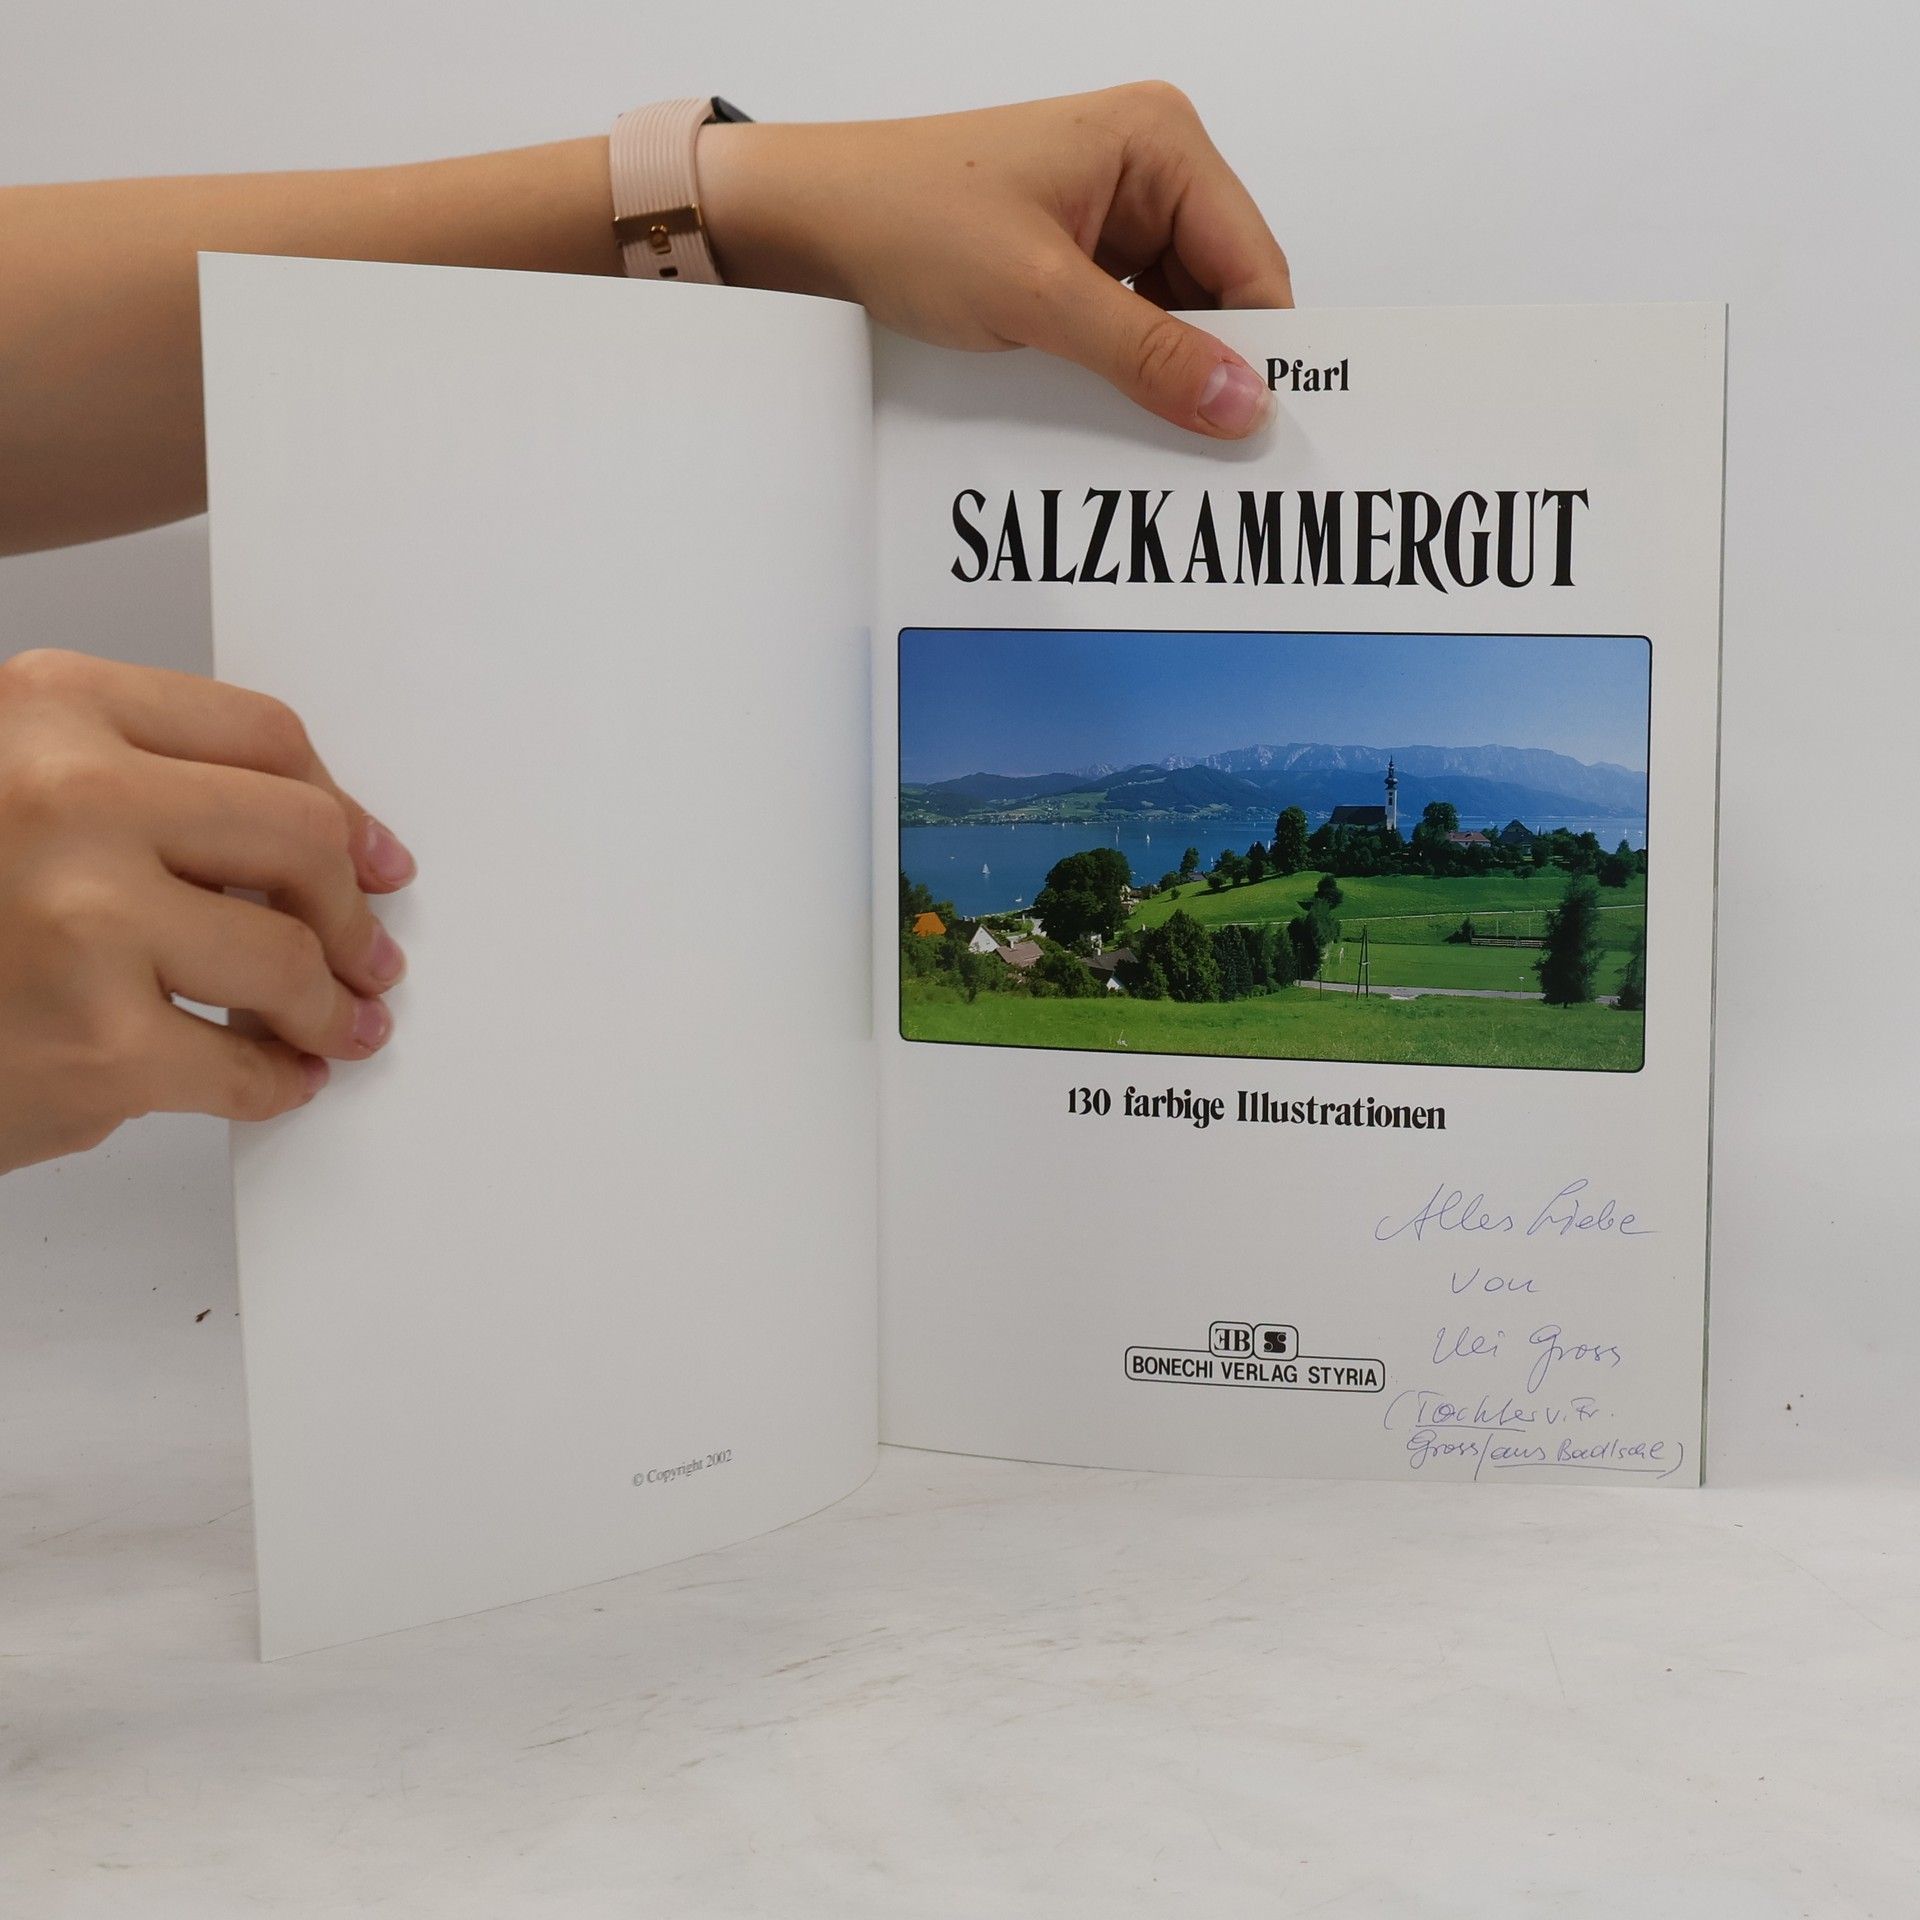 Pfarl
SALZKAMMERGUT
130 farbige Illustrationen
Alles Liebe
von
Gross
BONECHI VERLAG STYRIA
(Tochter v. Fr.
Gross/aus Bad Ischl)
© Copyright 2002